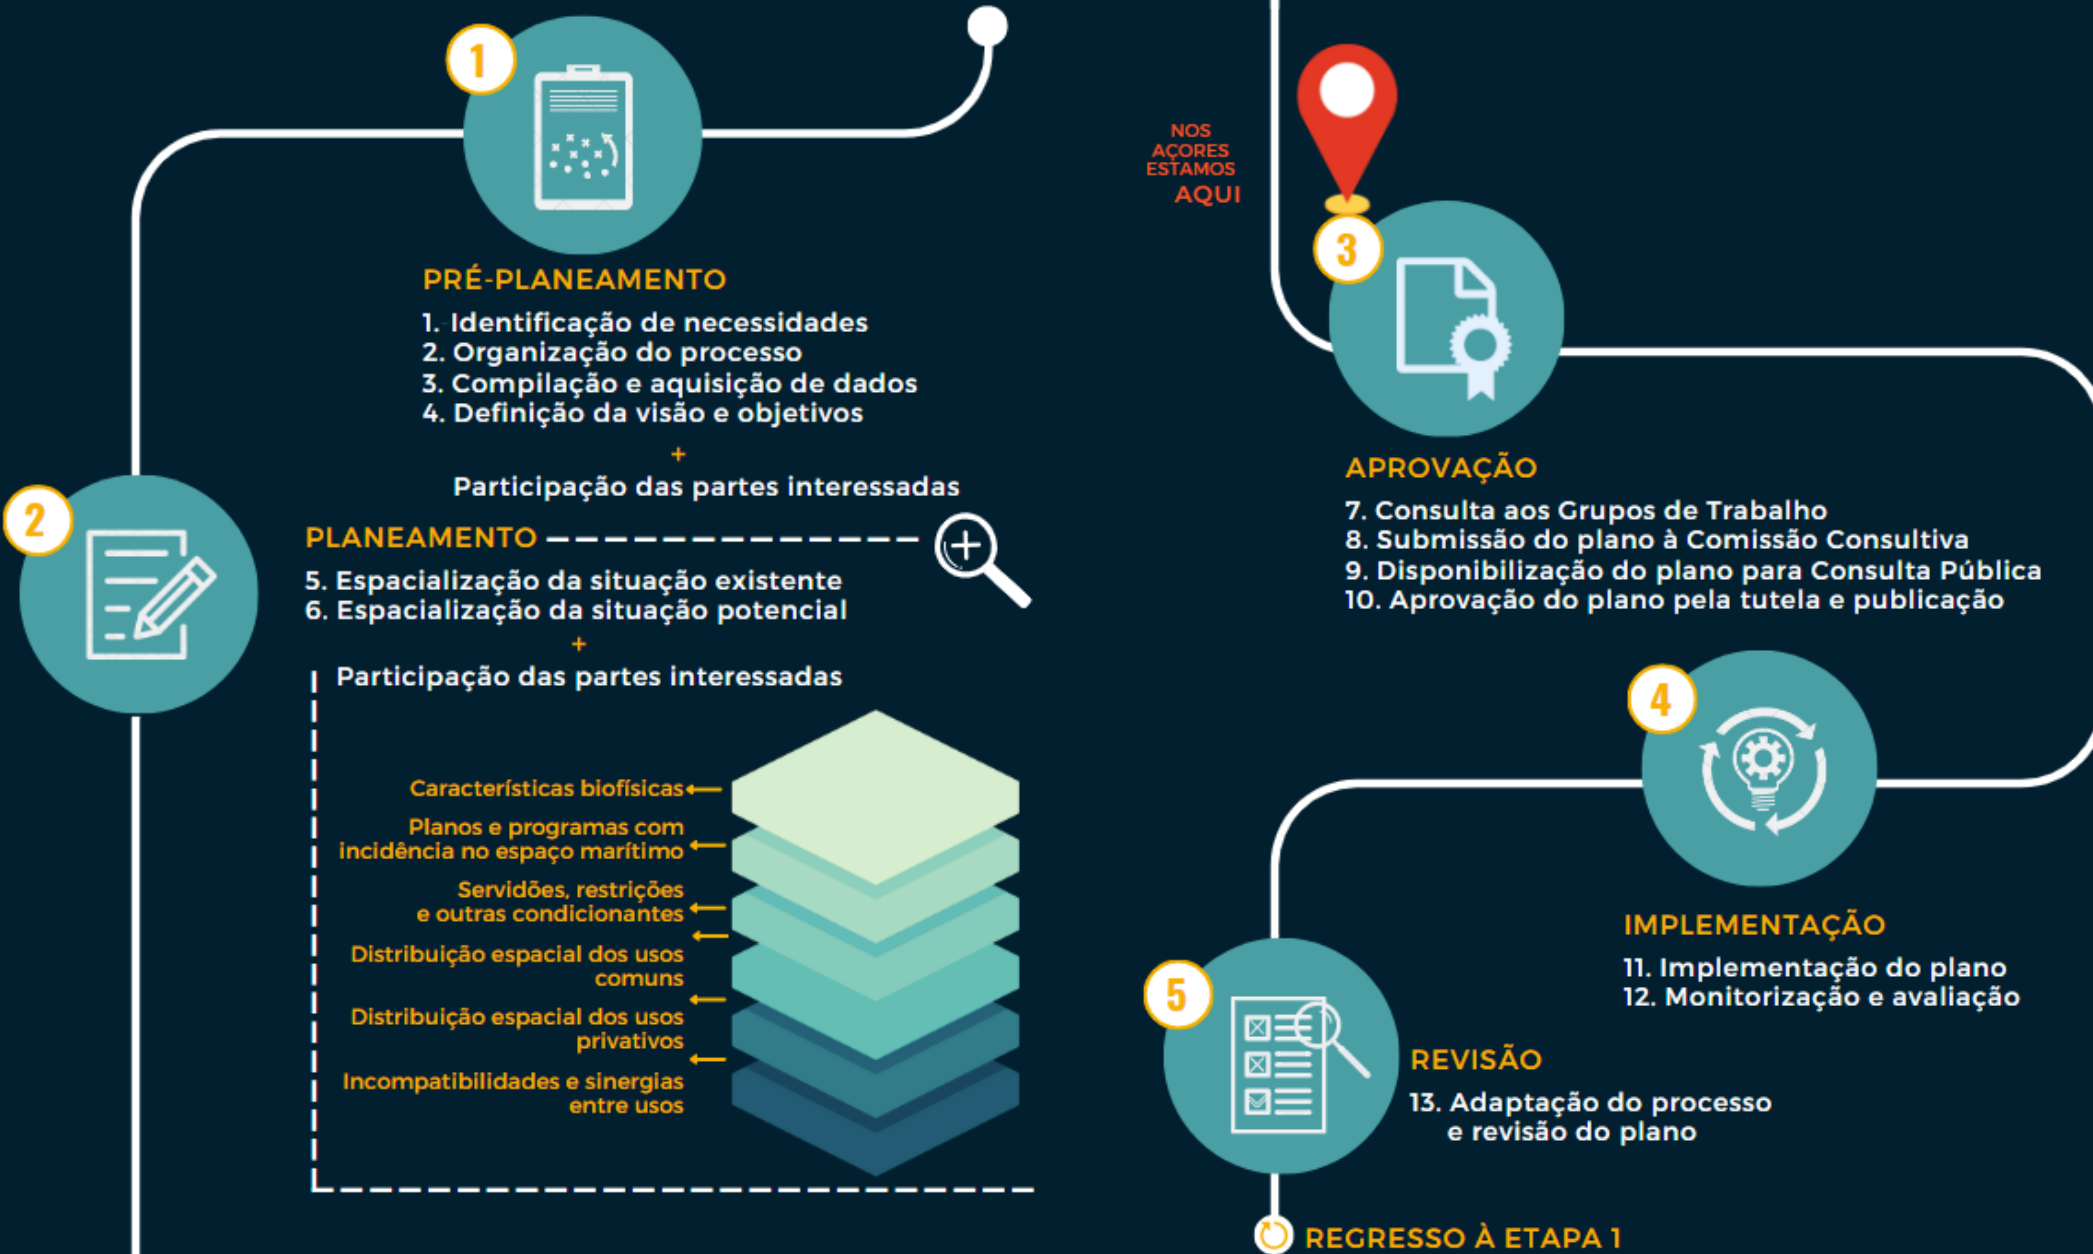 1
PRÉ-PLANEAMENTO
1. Identificação de necessidades
2. Organização do processo
3. Compilação e aquisição de dados
4. Definição da visão e objetivos
+
Participação das partes interessadas
2
PLANEAMENTO
5. Espacialização da situação existente
6. Espacialização da situação potencial
+
Participação das partes interessadas
Características biofísicas
Planos e programas com
incidência no espaço marítimo
Servidões, restrições
e outras condicionantes
Distribuição espacial dos usos
comuns
Distribuição espacial dos usos
privativos
Incompatibilidades e sinergias
entre usos
NOS
AÇORES
ESTAMOS
AQUI
3
APROVAÇÃO
7. Consulta aos Grupos de Trabalho
8. Submissão do plano à Comissão Consultiva
9. Disponibilização do plano para Consulta Pública
10. Aprovação do plano pela tutela e publicação
4
IMPLEMENTAÇÃO
11. Implementação do plano
12. Monitorização e avaliação
5
REVISÃO
13. Adaptação do processo
e revisão do plano
REGRESSO À ETAPA 1